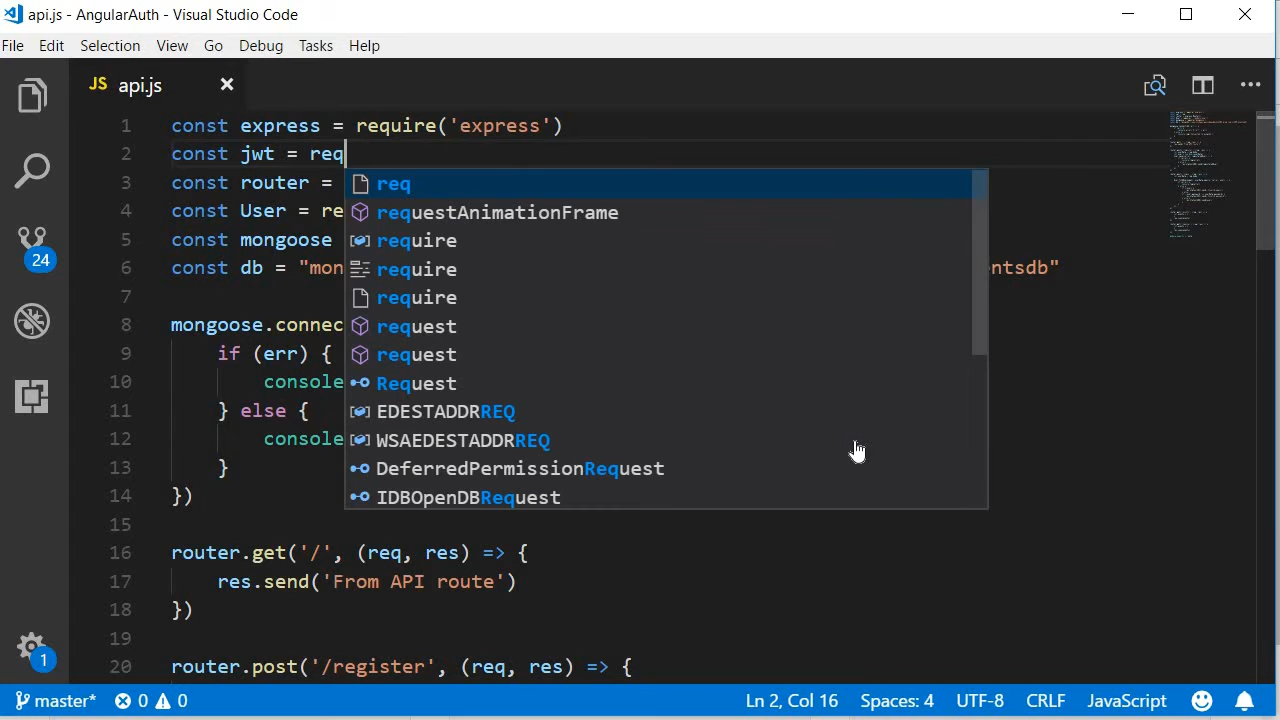 api.js - AngularAuth - Visual Studio Code
File Edit Selection View Go Debug Tasks Help
JS api.js
1 const express = require('express')
2 const jwt = req
3 const router =
4 const User = re
5 const mongoose
6 const db = "mon entsdb"
7
8 mongoose.connec
9 if (err) {
10 console
11 } else {
12 console
13 }
14 })
15
16 router.get('/', (req, res) => {
17 res.send('From API route')
18 })
19
20 router.post('/register', (req, res) => {
req
requestAnimationFrame
require
require
require
request
request
Request
EDESTADDRREQ
WSAEDESTADDRREQ
DeferredPermissionRequest
IDBOpenDBRequest
24
1
master* 0 0 Ln 2, Col 16 Spaces: 4 UTF-8 CRLF JavaScript